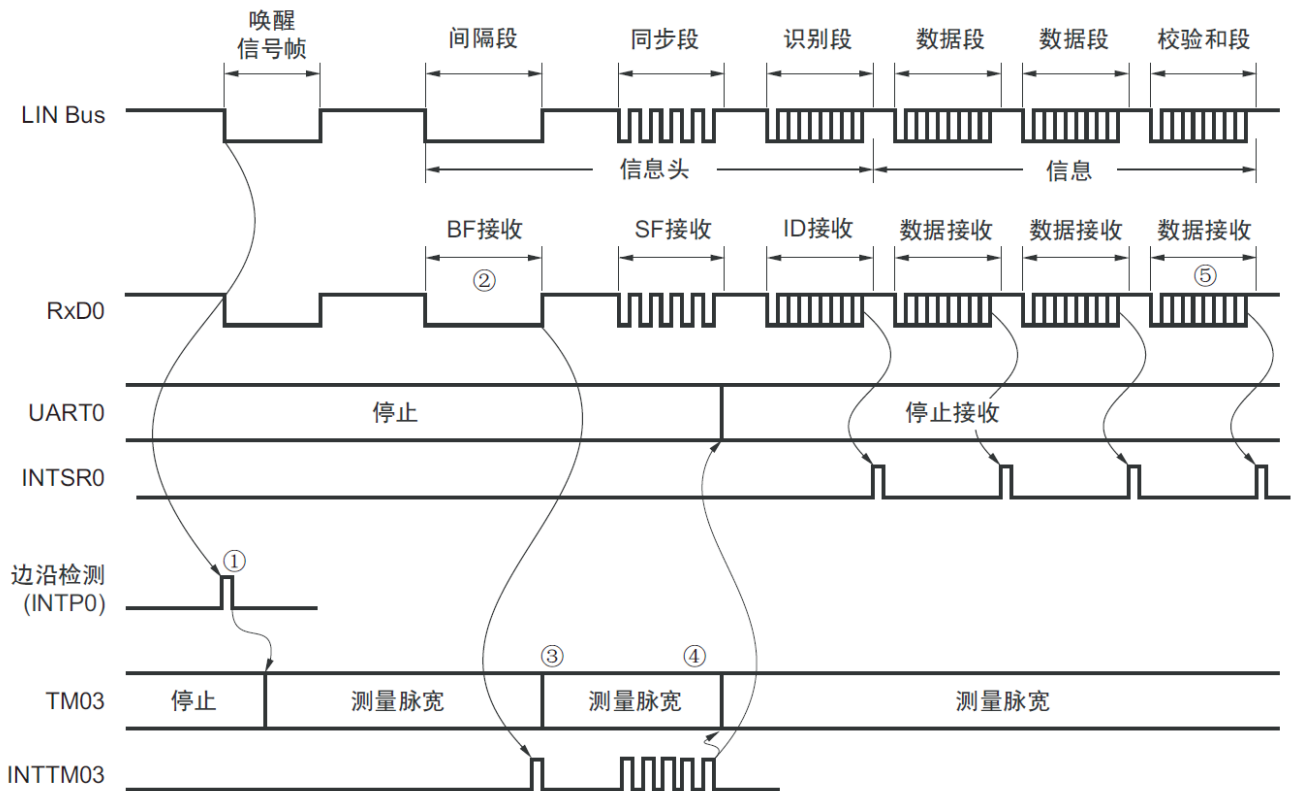 唤醒
信号帧
间隔段
同步段
识别段
数据段
数据段
校验和段
LIN Bus
信息头
信息
BF接收
SF接收
ID接收
数据接收
数据接收
数据接收
②
⑤
RxD0
UART0
停止
停止接收
INTSR0
①
边沿检测
(INTP0)
③
④
TM03
停止
测量脉宽
测量脉宽
测量脉宽
INTTM03